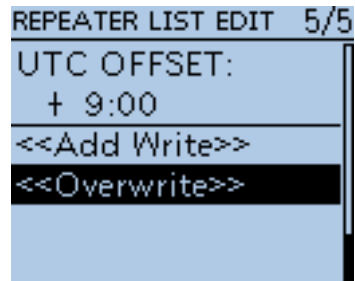 REPEATER LIST EDIT 5/5
UTC OFFSET:
+ 9:00
<<Add Write>>
<<Overwrite>>